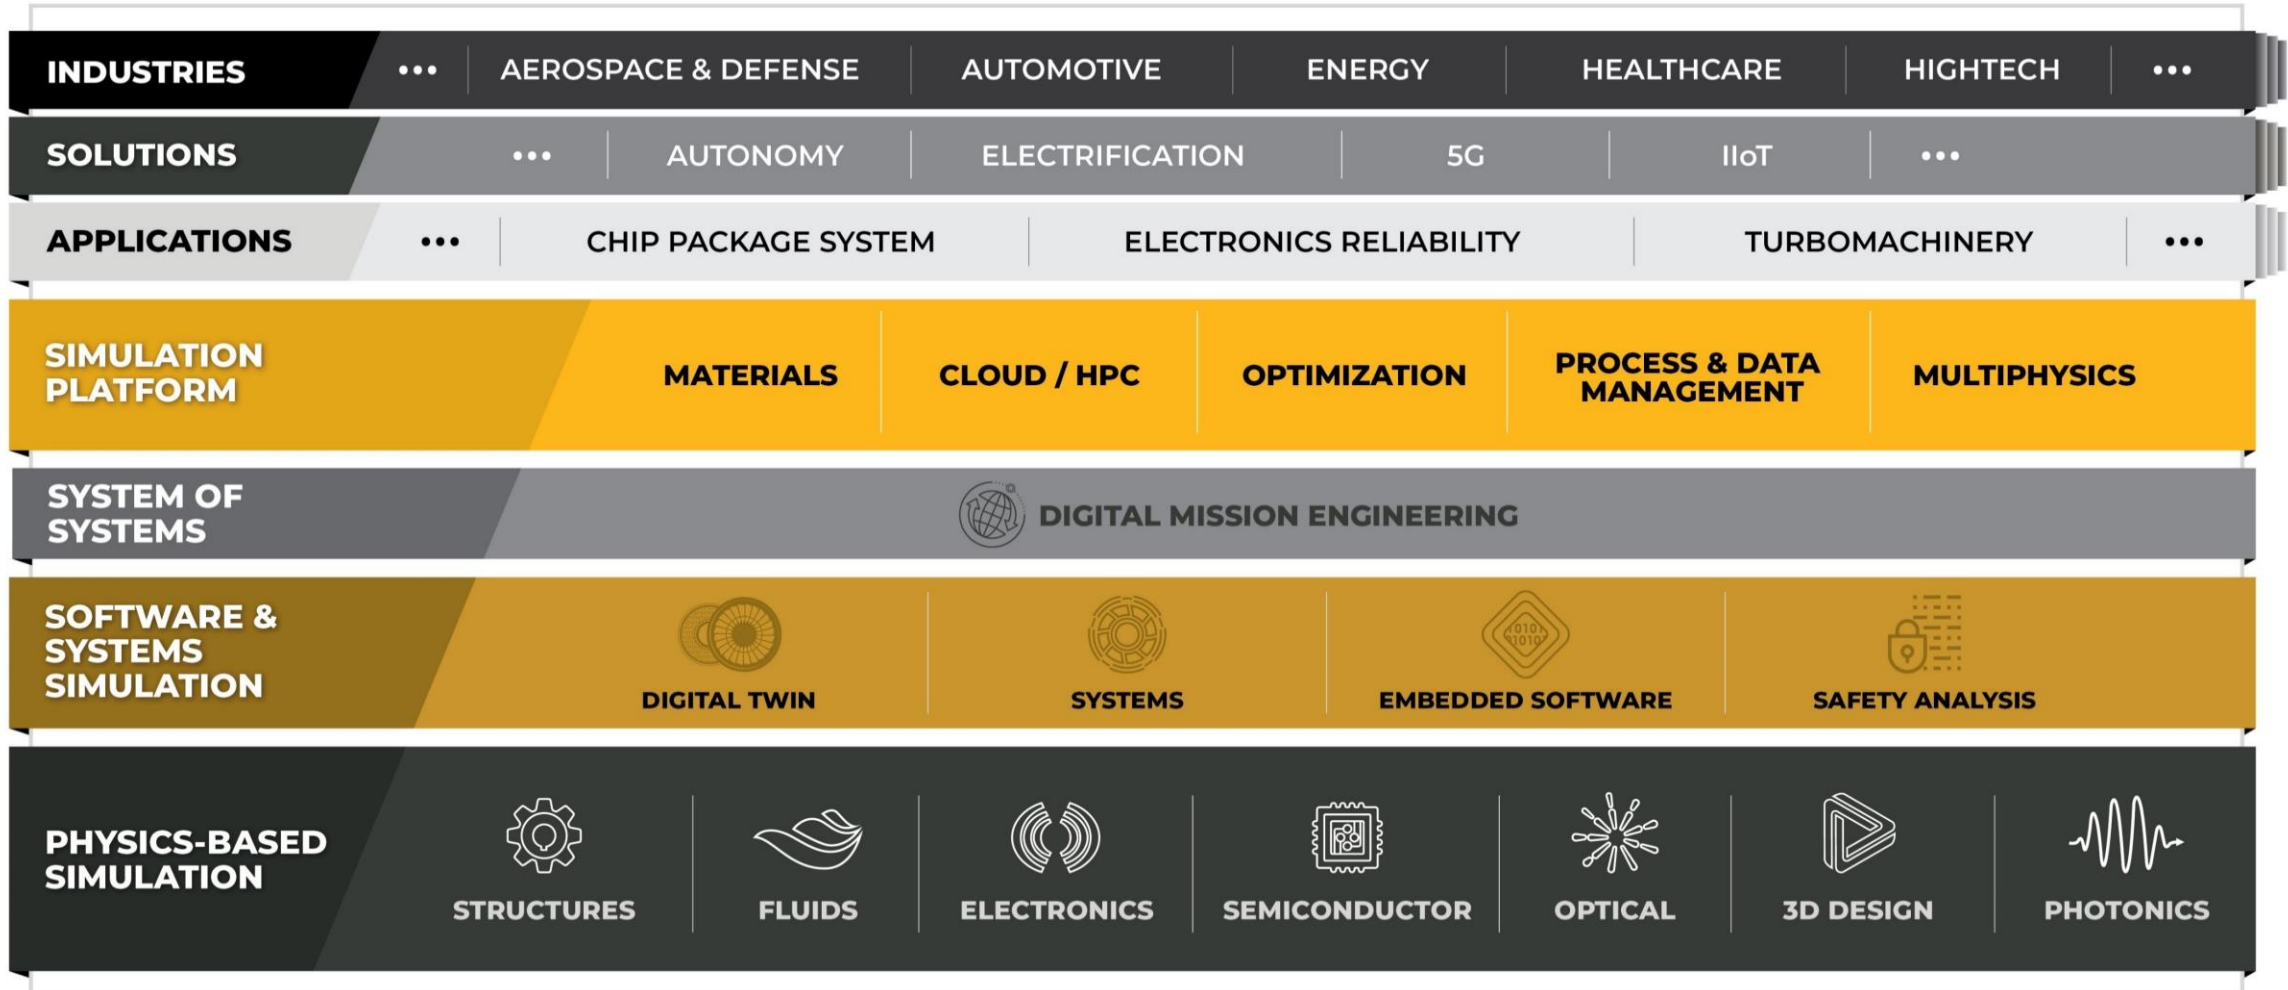 INDUSTRIES ••• AEROSPACE & DEFENSE AUTOMOTIVE ENERGY HEALTHCARE HIGHTECH •••
SOLUTIONS ••• AUTONOMY ELECTRIFICATION 5G IIoT •••
APPLICATIONS ••• CHIP PACKAGE SYSTEM ELECTRONICS RELIABILITY TURBOMACHINERY •••
SIMULATION
PLATFORM
MATERIALS CLOUD / HPC OPTIMIZATION
PROCESS & DATA
MANAGEMENT
MULTIPHYSICS
SYSTEM OF
SYSTEMS
DIGITAL MISSION ENGINEERING
SOFTWARE &
SYSTEMS
SIMULATION
10101
01010
DIGITAL TWIN SYSTEMS EMBEDDED SOFTWARE SAFETY ANALYSIS
PHYSICS-BASED
SIMULATION
STRUCTURES FLUIDS ELECTRONICS SEMICONDUCTOR OPTICAL 3D DESIGN PHOTONICS